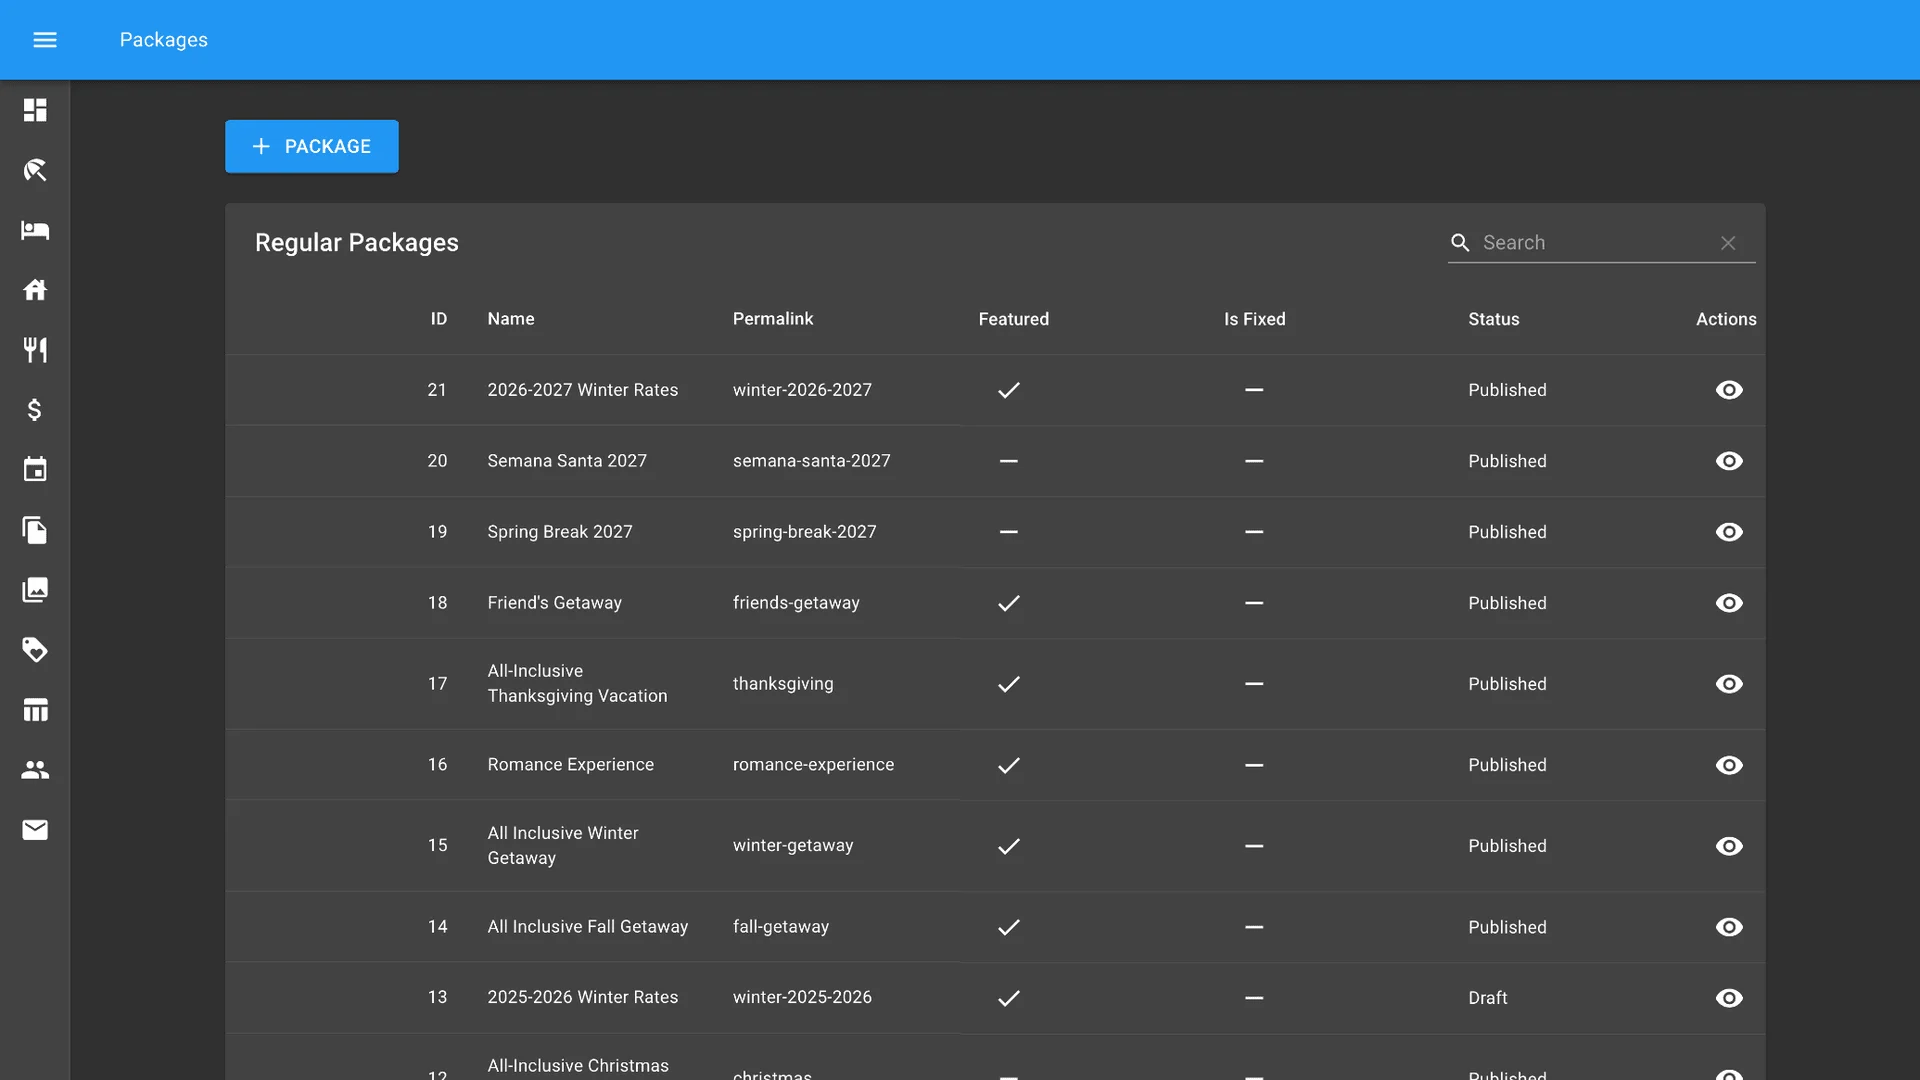 Packages
PACKAGE
Regular Packages
Search
ID Name Permalink Featured Is Fixed Status Actions
21 2026-2027 Winter Rates winter-2026-2027 Published
20 Semana Santa 2027 semana-santa-2027 Published
19 Spring Break 2027 spring-break-2027 Published
18 Friend's Getaway friends-getaway Published
17 All-Inclusive Thanksgiving Vacation thanksgiving Published
16 Romance Experience romance-experience Published
15 All Inclusive Winter Getaway winter-getaway Published
14 All Inclusive Fall Getaway fall-getaway Published
13 2025-2026 Winter Rates winter-2025-2026 Draft
12 All-Inclusive Christmas christmas Published